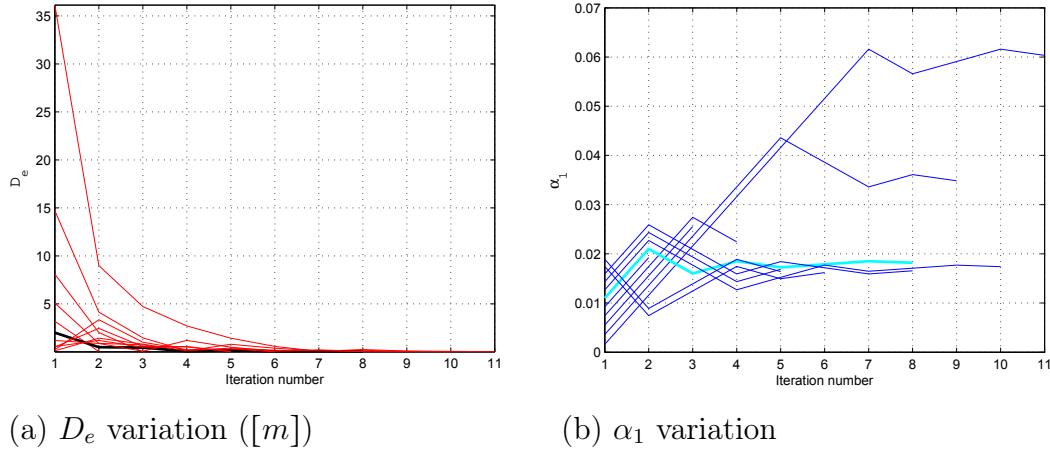 35
30
25
20
15
10
5
D_e
1 2 3 4 5 6 7 8 9 10 11
Iteration number
(a) D_e variation ([m])
0.07
0.06
0.05
0.04
0.03
0.02
0.01
0
α_1
1 2 3 4 5 6 7 8 9 10 11
Iteration number
(b) α_1 variation